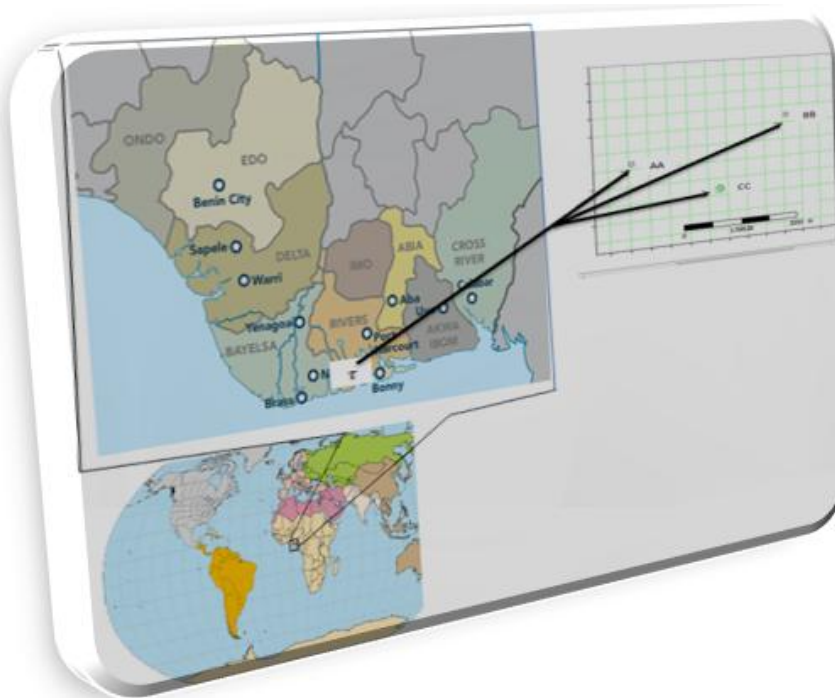 ONDO
EDO
Benin City
Sapele
DELTA
Warri
IMO
ABIA
CROSS
RIVER
Aba
Yenagoa
RIVERS
BAYELSA
AKWA
IBOM
τ
Bonny
Brass
AA
BB
CC
0